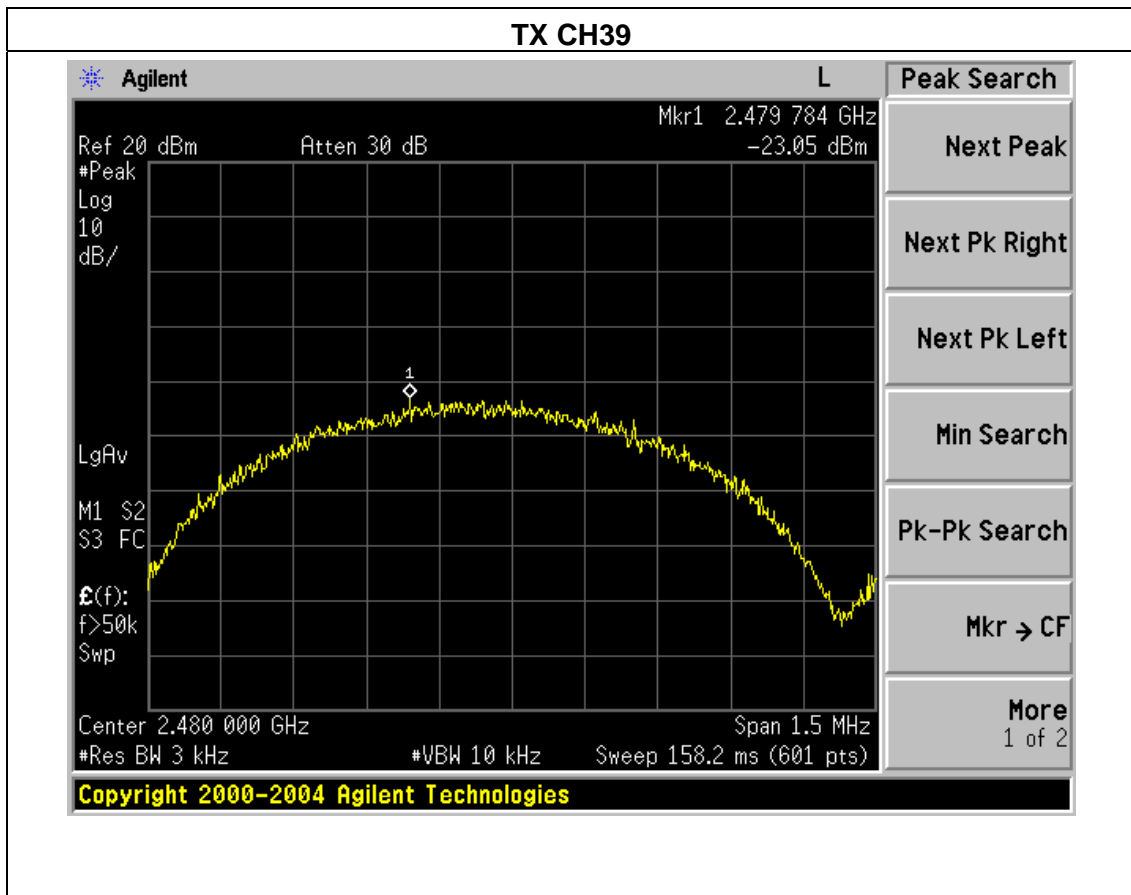 TX CH39
Agilent L Peak Search
Mkr1 2.479 784 GHz
Ref 20 dBm Atten 30 dB -23.05 dBm
#Peak
Log
10
dB/
1
LgAv
M1 S2
S3 FC
£(f):
f>50k
Swp
Center 2.480 000 GHz Span 1.5 MHz
#Res BW 3 kHz #VBW 10 kHz Sweep 158.2 ms (601 pts)
Copyright 2000-2004 Agilent Technologies
Next Peak
Next Pk Right
Next Pk Left
Min Search
Pk-Pk Search
Mkr → CF
More
1 of 2